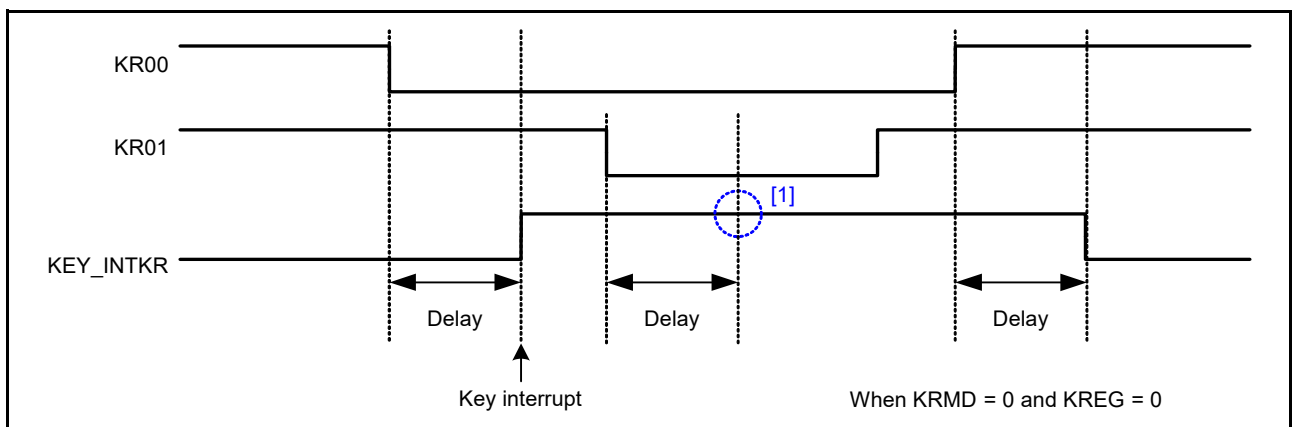 KR00
KR01
[1]
KEY_INTKR
Delay
Delay
Delay
Key interrupt
When KRMD = 0 and KREG = 0